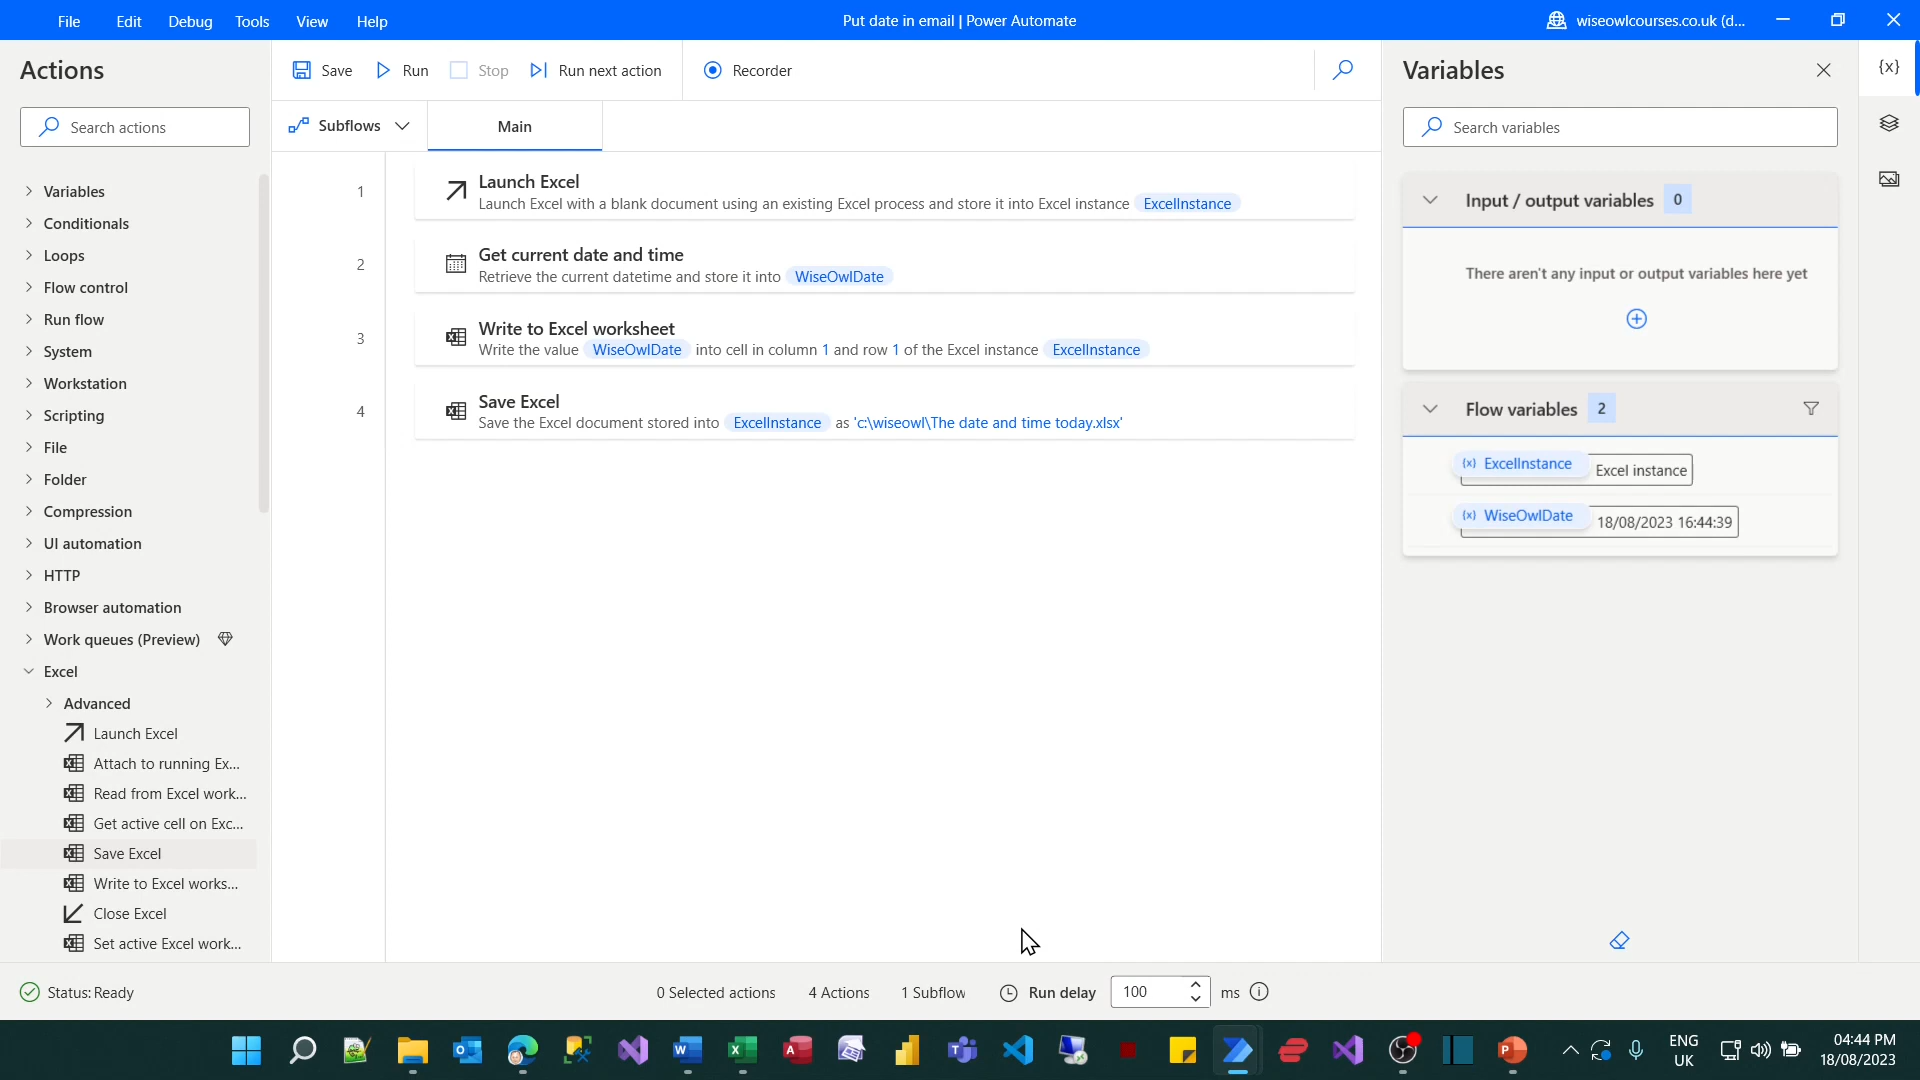 File Edit Debug Tools View Help
Put date in email | Power Automate
wiseowlcourses.co.uk (d...
Actions
Search actions
Variables
Conditionals
Loops
Flow control
Run flow
System
Workstation
Scripting
File
Folder
Compression
UI automation
HTTP
Browser automation
Work queues (Preview)
Excel
Advanced
Launch Excel
Attach to running Ex...
Read from Excel work...
Get active cell on Exc...
Save Excel
Write to Excel works...
Close Excel
Set active Excel work...
Save Run Stop Run next action Recorder
Subflows Main
1 Launch Excel
Launch Excel with a blank document using an existing Excel process and store it into Excel instance ExcelInstance
2 Get current date and time
Retrieve the current datetime and store it into WiseOwlDate
3 Write to Excel worksheet
Write the value WiseOwlDate into cell in column 1 and row 1 of the Excel instance ExcelInstance
4 Save Excel
Save the Excel document stored into ExcelInstance as 'c:\wiseowl\The date and time today.xlsx'
Variables
{x}
Search variables
Input / output variables 0
There aren't any input or output variables here yet
Flow variables 2
(x) ExcelInstance Excel instance
(x) WiseOwlDate 18/08/2023 16:44:39
Status: Ready
0 Selected actions 4 Actions 1 Subflow Run delay 100 ms
ENG
UK
04:44 PM
18/08/2023